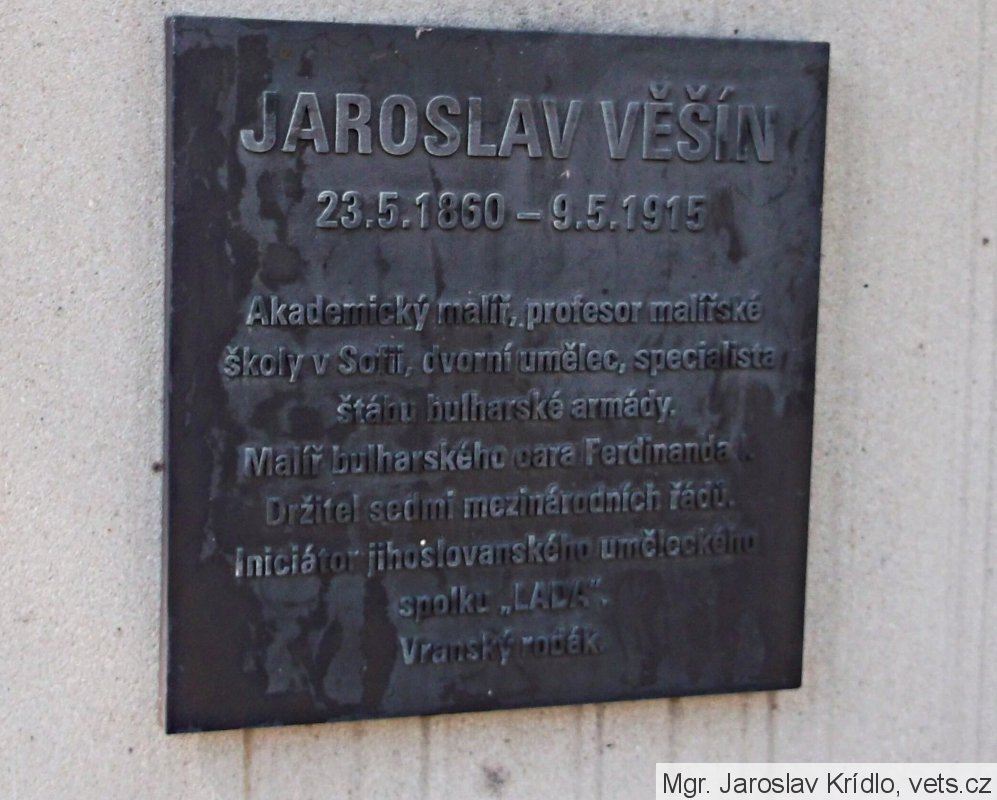 JAROSLAV VĚŠÍN
23.5.1860 – 9.5.1915
Akademický malíř, profesor malířské
školy v Sofii, dvorní umělec, specialista
štábu bulharské armády.
Malíř bulharského cara Ferdinanda I.
Držitel sedmi mezinárodních řádů.
Iniciátor jihoslovanského uměleckého
spolku „LADA".
Vranský rodák.
Mgr. Jaroslav Krídlo, vets.cz